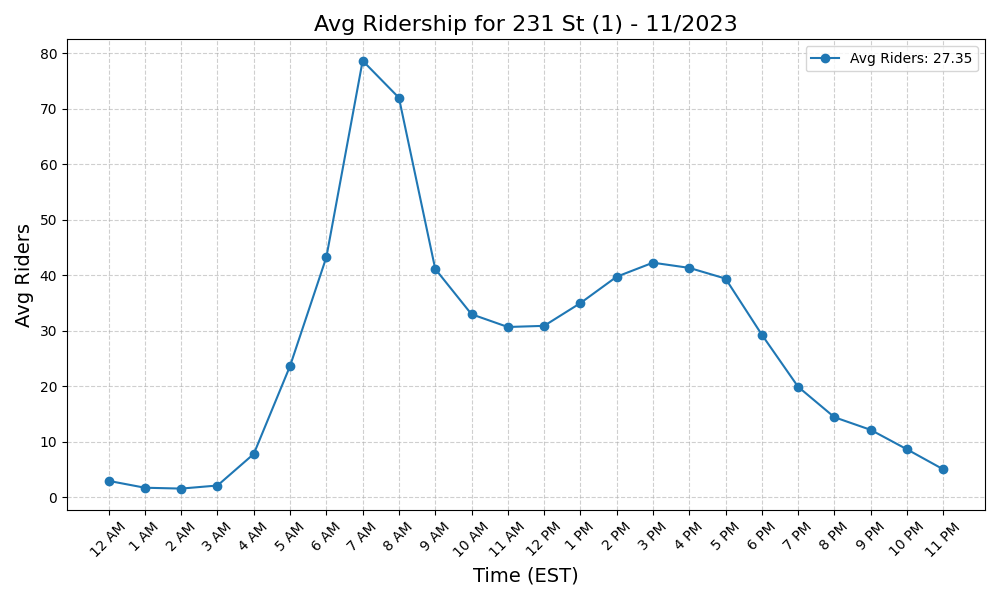 Avg Ridership for 231 St (1) - 11/2023
Avg Riders: 27.35
Avg Riders
80
70
60
50
40
30
20
10
0
12 AM
1 AM
2 AM
3 AM
4 AM
5 AM
6 AM
7 AM
8 AM
9 AM
10 AM
11 AM
12 PM
1 PM
2 PM
3 PM
4 PM
5 PM
6 PM
7 PM
8 PM
9 PM
10 PM
11 PM
Time (EST)